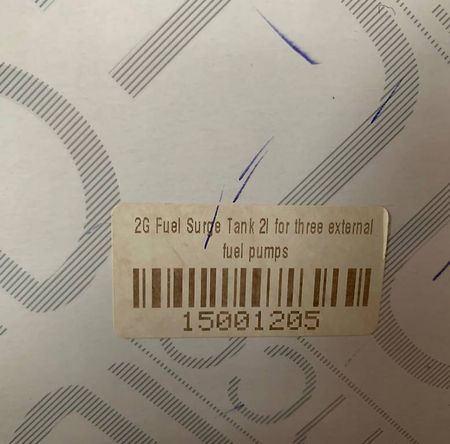 2G Fuel Surge Tank 2l for three external
fuel pumps
15001205